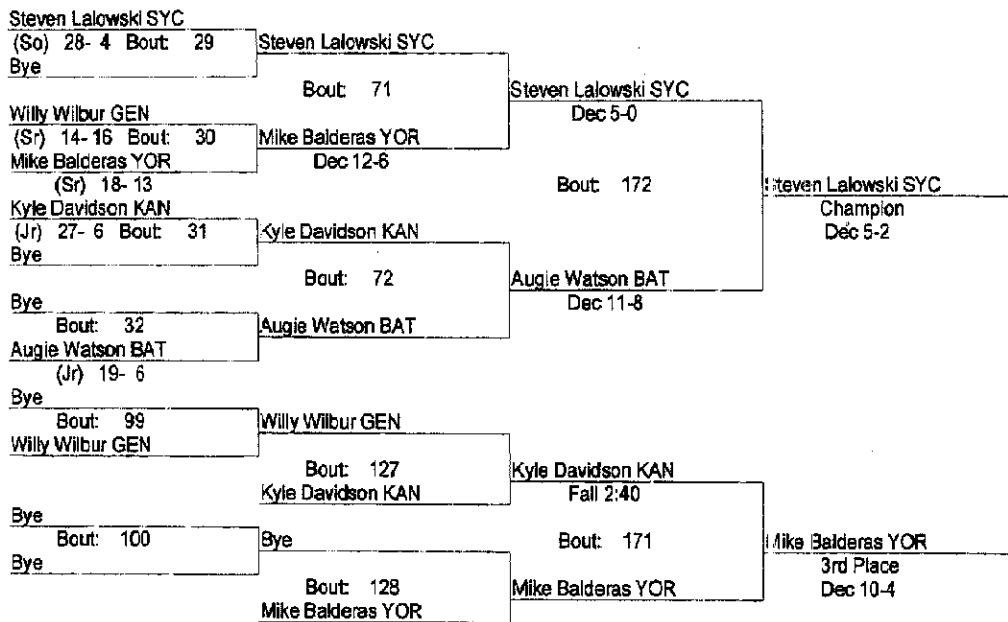 Steven Lalowski SYC
(So) 28- 4 Bout: 29
Bye
Steven Lalowski SYC
Bout: 71
Willy Wilbur GEN
(Sr) 14- 16 Bout: 30
Mike Balderas YOR
(Sr) 18- 13
Mike Balderas YOR
Dec 12-6
Steven Lalowski SYC
Dec 5-0
Bout: 172
Kyle Davidson KAN
(Jr) 27- 6 Bout: 31
Bye
Kyle Davidson KAN
Bout: 72
Bye
Bout: 32
Augie Watson BAT
(Jr) 19- 6
Augie Watson BAT
Augie Watson BAT
Dec 11-8
Steven Lalowski SYC
Champion
Dec 5-2
Bye
Bout: 99
Willy Wilbur GEN
Willy Wilbur GEN
Bout: 127
Kyle Davidson KAN
Kyle Davidson KAN
Fall 2:40
Bout: 171
Bye
Bout: 100
Bye
Bye
Bout: 128
Mike Balderas YOR
Mike Balderas YOR
Mike Balderas YOR
3rd Place
Dec 10-4